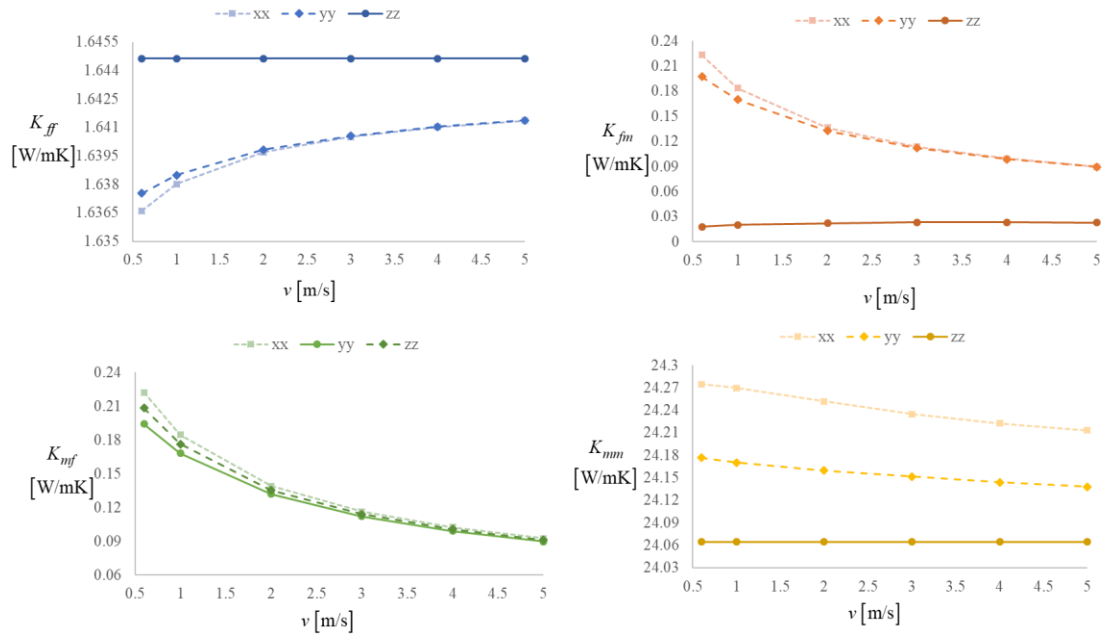 xx yy zz
1.6455
1.644
1.6425
1.641
1.6395
1.638
1.6365
1.635
K_ff
[W/mK]
0.5 1 1.5 2 2.5 3 3.5 4 4.5 5
v [m/s]
xx yy zz
0.24
0.21
0.18
0.15
0.12
0.09
0.06
0.03
0
K_fm
[W/mK]
0.5 1 1.5 2 2.5 3 3.5 4 4.5 5
v [m/s]
xx yy zz
0.24
0.21
0.18
0.15
0.12
0.09
0.06
K_mf
[W/mK]
0.5 1 1.5 2 2.5 3 3.5 4 4.5 5
v [m/s]
xx yy zz
24.3
24.27
24.24
24.21
24.18
24.15
24.12
24.09
24.06
24.03
K_mm
[W/mK]
0.5 1 1.5 2 2.5 3 3.5 4 4.5 5
v [m/s]